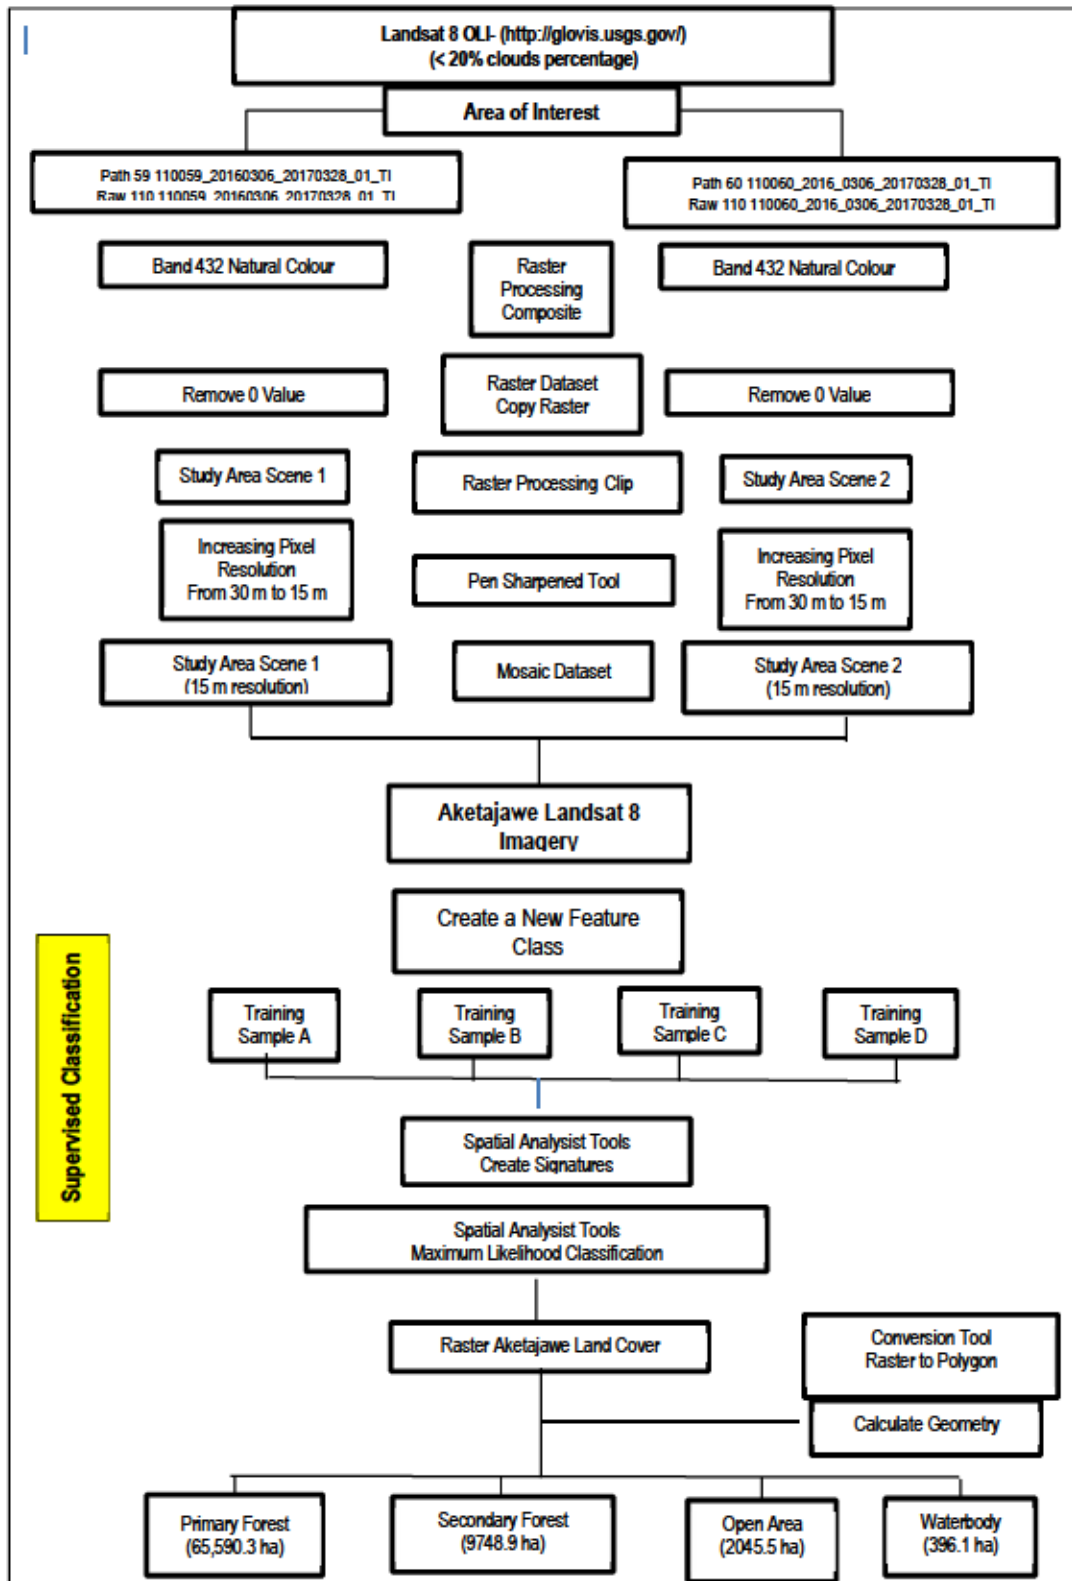 Landsat 8 OLI- (http://glovis.usgs.gov/)
(< 20% clouds percentage)
Area of Interest
Path 59 110059_20160306_20170328_01_TI
Raw 110 110059_20160306_20170328_01_TI
Path 60 110060_2016_0306_20170328_01_TI
Raw 110 110060_2016_0306_20170328_01_TI
Band 432 Natural Colour
Raster
Processing
Composite
Band 432 Natural Colour
Remove 0 Value
Raster Dataset
Copy Raster
Remove 0 Value
Study Area Scene 1
Raster Processing Clip
Study Area Scene 2
Increasing Pixel
Resolution
From 30 m to 15 m
Pen Sharpened Tool
Increasing Pixel
Resolution
From 30 m to 15 m
Study Area Scene 1
(15 m resolution)
Mosaic Dataset
Study Area Scene 2
(15 m resolution)
Aketajawe Landsat 8
Imagery
Create a New Feature
Class
Supervised Classification
Training
Sample A
Training
Sample B
Training
Sample C
Training
Sample D
Spatial Analysist Tools
Create Signatures
Spatial Analysist Tools
Maximum Likelihood Classification
Raster Aketajawe Land Cover
Conversion Tool
Raster to Polygon
Calculate Geometry
Primary Forest
(65,590.3 ha)
Secondary Forest
(9748.9 ha)
Open Area
(2045.5 ha)
Waterbody
(396.1 ha)